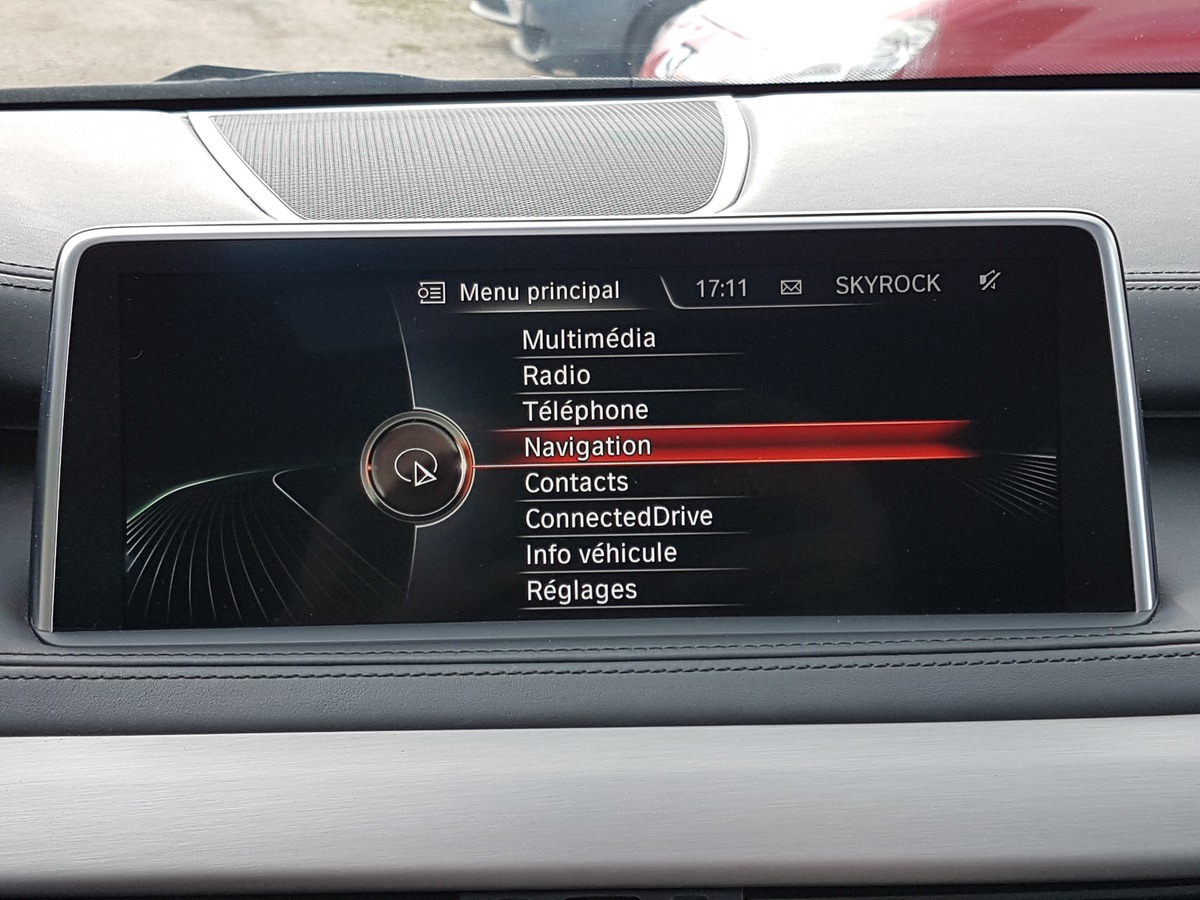 Menu principal 17:11 SKYROCK
Multimédia
Radio
Téléphone
Navigation
Contacts
ConnectedDrive
Info véhicule
Réglages